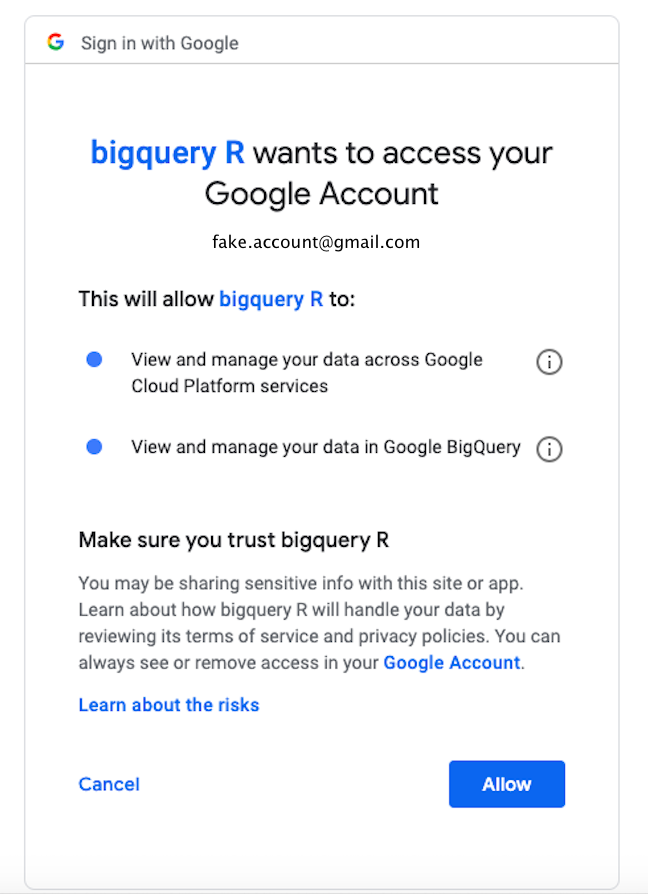 Sign in with Google
bigquery R wants to access your
Google Account
fake.account@gmail.com
This will allow bigquery R to:
View and manage your data across Google
Cloud Platform services
View and manage your data in Google BigQuery
Make sure you trust bigquery R
You may be sharing sensitive info with this site or app.
Learn about how bigquery R will handle your data by
reviewing its terms of service and privacy policies. You can
always see or remove access in your Google Account.
Learn about the risks
Cancel Allow